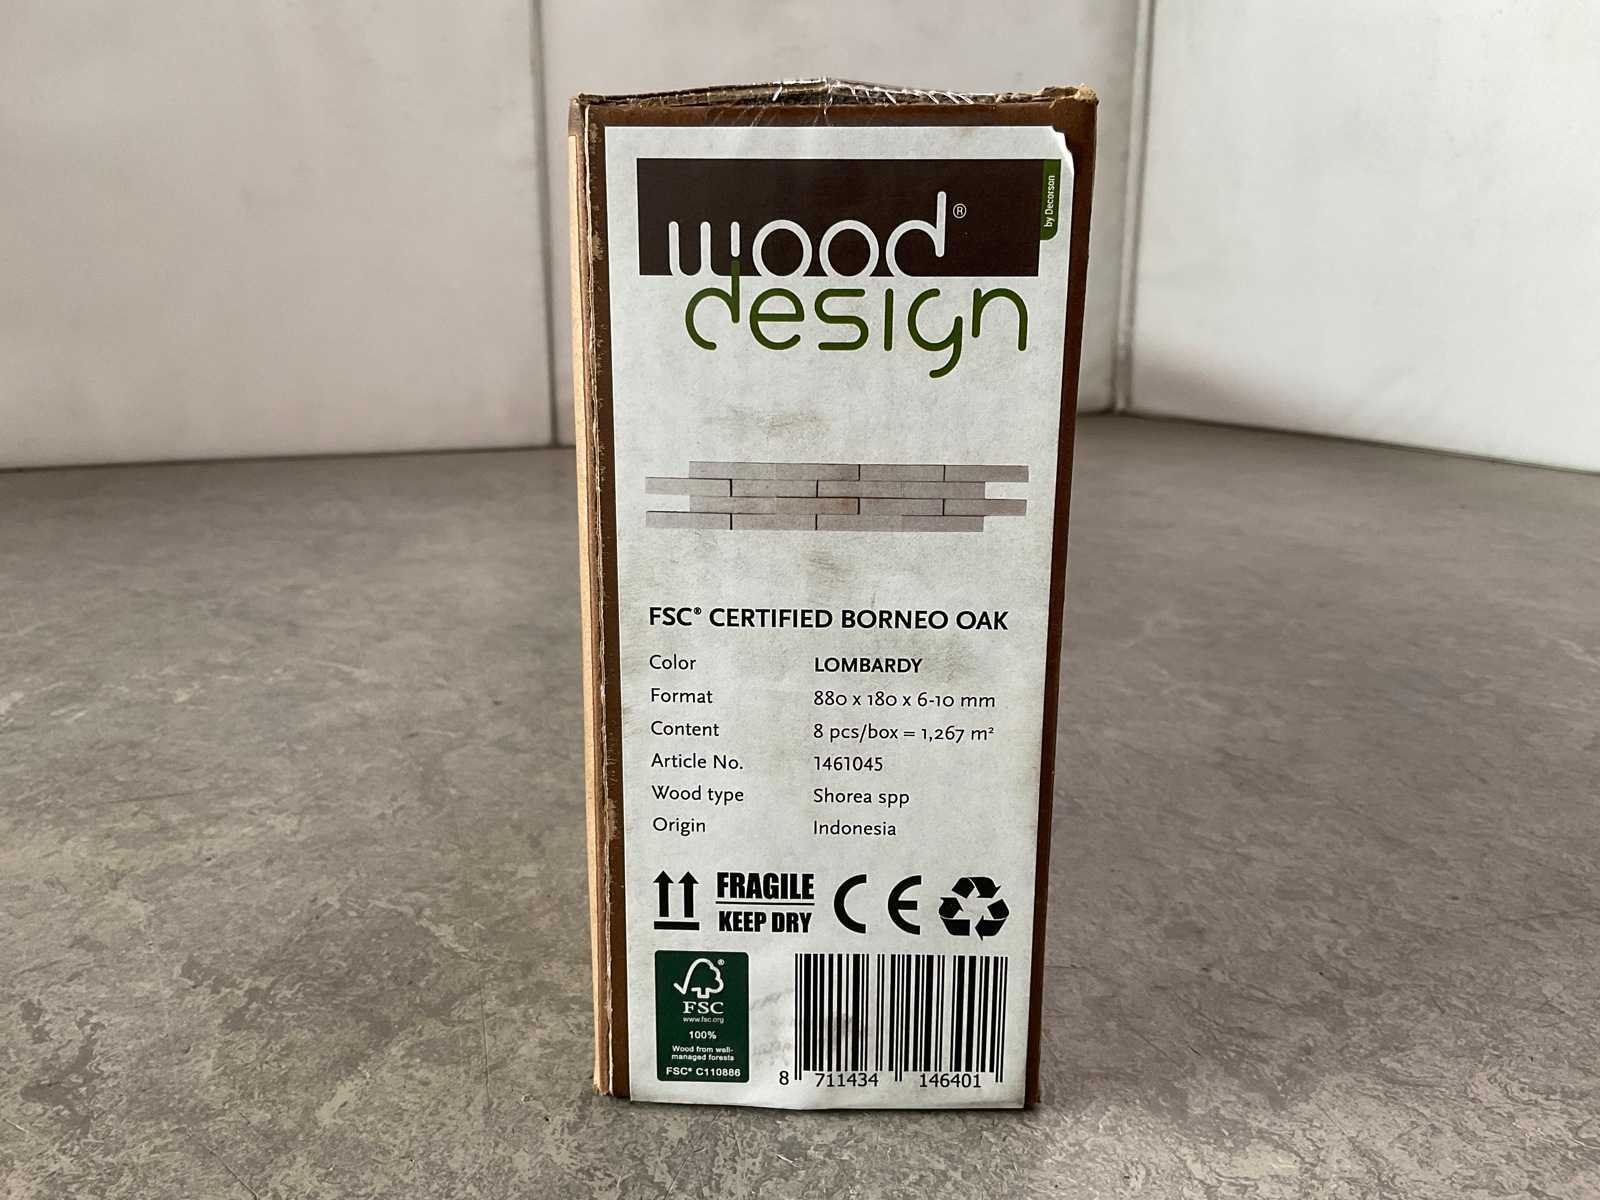 wood®
design
by Decorson
FSC® CERTIFIED BORNEO OAK
Color LOMBARDY
Format 880 x 180 x 6-10 mm
Content 8 pcs/box = 1,267 m²
Article No. 1461045
Wood type Shorea spp
Origin Indonesia
FRAGILE
KEEP DRY
CE
FSC
www.fsc.org
100%
Wood from well-
managed forests
FSC® C110886
8 711434 146401